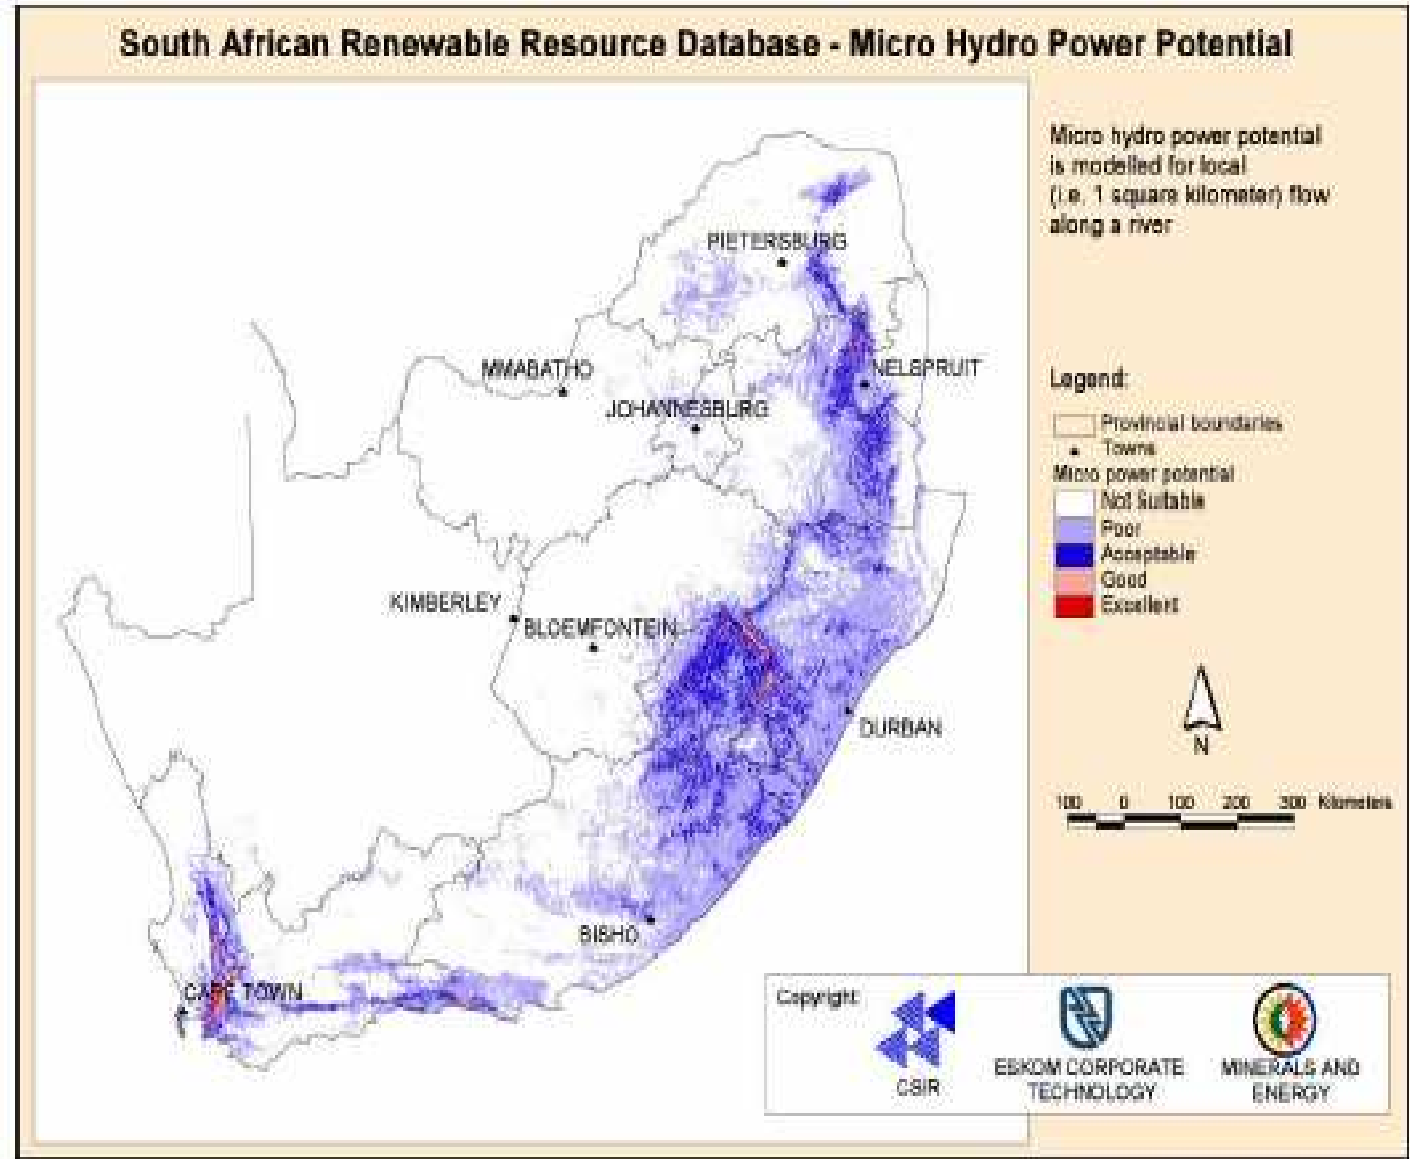 South African Renewable Resource Database - Micro Hydro Power Potential
Micro hydro power potential
is modelled for local
(i.e. 1 square kilometer) flow
along a river
PIETERSBURG
MMABATHO
NELSPRUIT
JOHANNESBURG
KIMBERLEY
BLOEMFONTEIN
DURBAN
BISHO
CAPE TOWN
Legend:
Provincial boundaries
Towns
Micro power potential
Not Suitable
Poor
Acceptable
Good
Excellent
N
100 0 100 200 300 Kilometers
Copyright
CSIR
ESKOM CORPORATE
TECHNOLOGY
MINERALS AND
ENERGY